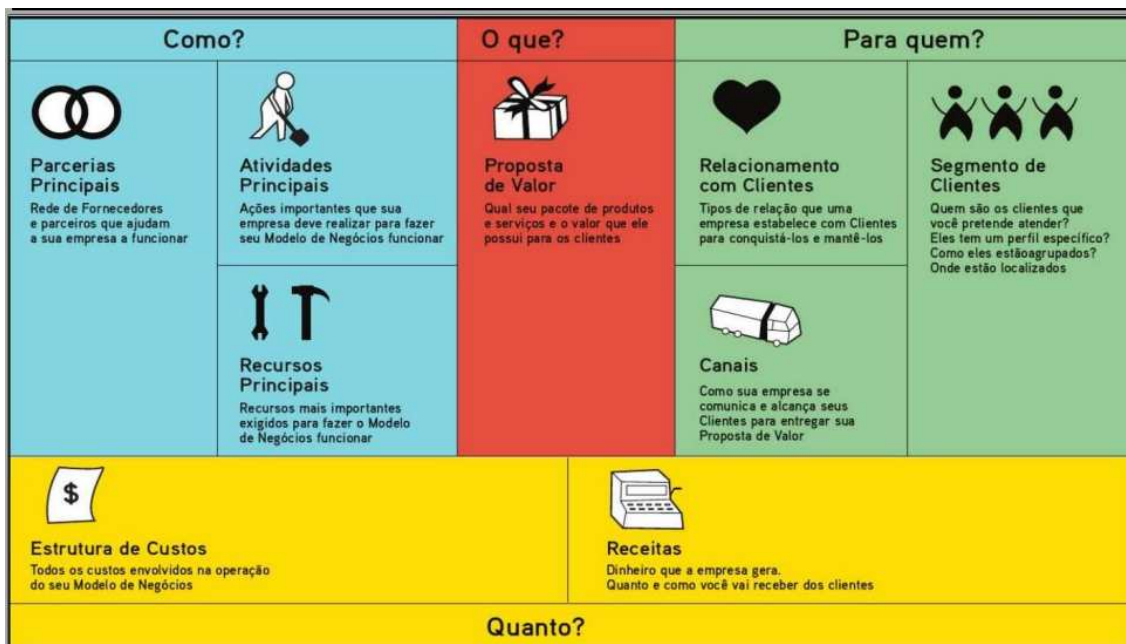 Como?
O que?
Para quem?
Parcerias
Principais
Rede de Fornecedores
e parceiros que ajudam
a sua empresa a funcionar
Atividades
Principais
Ações importantes que sua
empresa deve realizar para fazer
seu Modelo de Negócios funcionar
Recursos
Principais
Recursos mais importantes
exigidos para fazer o Modelo
de Negócios funcionar
Proposta
de Valor
Qual seu pacote de produtos
e serviços e o valor que ele
possui para os clientes
Relacionamento
com Clientes
Tipos de relação que uma
empresa estabelece com Clientes
para conquistá-los e mantê-los
Canais
Como sua empresa se
comunica e alcança seus
Clientes para entregar sua
Proposta de Valor
Segmento de
Clientes
Quem são os clientes que
você pretende atender?
Eles tem um perfil específico?
Como eles estãoagrupados?
Onde estão localizados
$
Estrutura de Custos
Todos os custos envolvidos na operação
do seu Modelo de Negócios
Receitas
Dinheiro que a empresa gera.
Quanto e como você vai receber dos clientes
Quanto?